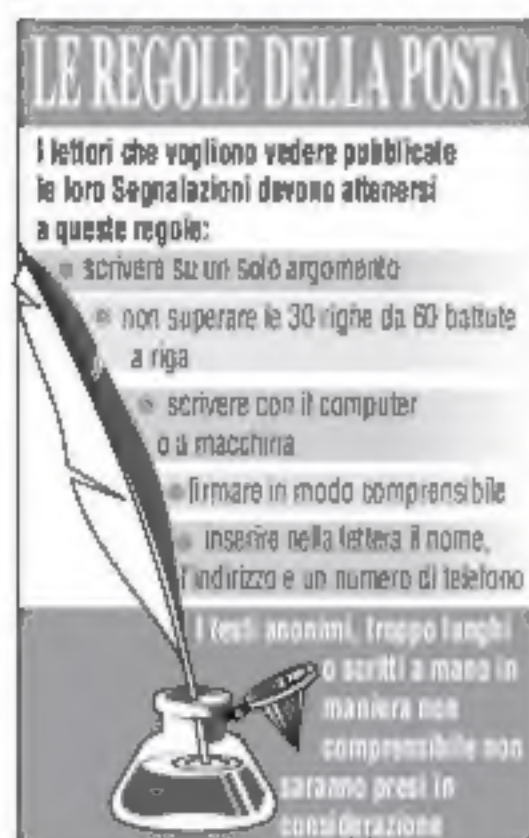 LE REGOLE DELLA POSTA
I lettori che vogliono vedere pubblicate
le loro Segnalazioni devono attenersi
a queste regole:
scrivere su un solo argomento
non superare le 30 righe da 60 battute
a riga
scrivere con il computer
o a macchina
firmare in modo comprensibile
inserire nella lettera il nome,
l'indirizzo e un numero di telefono
I testi anonimi, troppo lunghi
o scritti a mano in
maniera non
comprensibile non
saranno presi in
considerazione